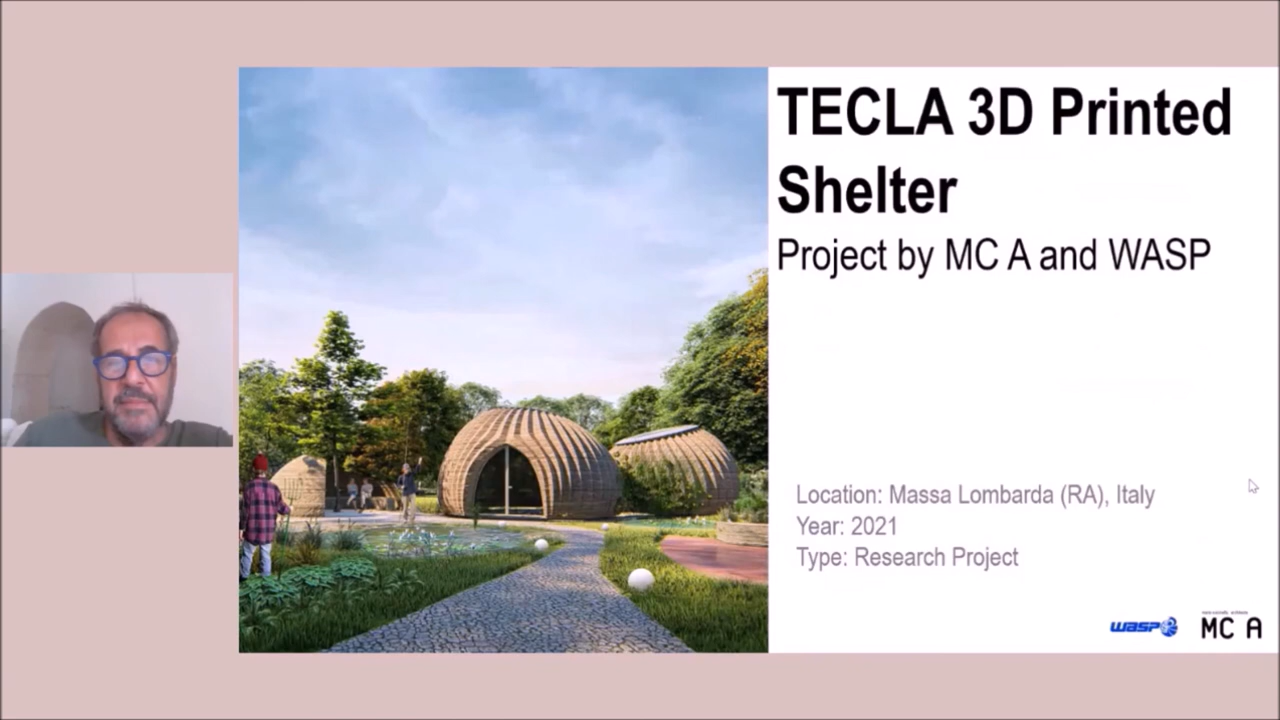 TECLA 3D Printed
Shelter
Project by MC A and WASP
Location: Massa Lombarda (RA), Italy
Year: 2021
Type: Research Project
WASP
MC A